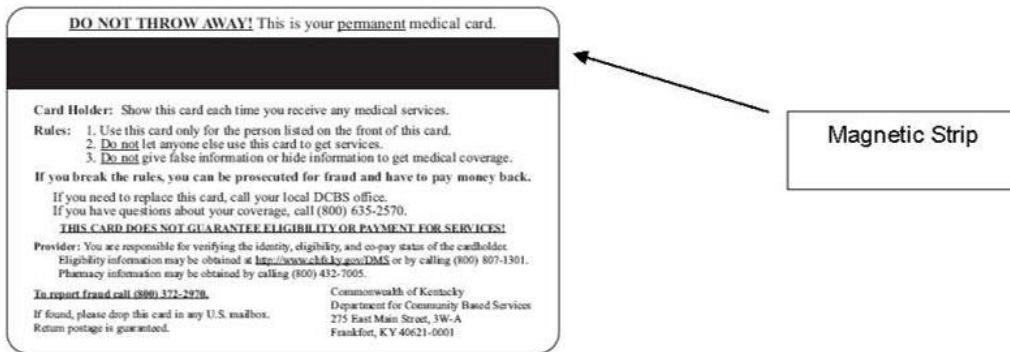 DO NOT THROW AWAY! This is your permanent medical card.
Magnetic Strip
Card Holder: Show this card each time you receive any medical services.
Rules: 1. Use this card only for the person listed on the front of this card.
2. Do not let anyone else use this card to get services.
3. Do not give false information or hide information to get medical coverage.
If you break the rules, you can be prosecuted for fraud and have to pay money back.
If you need to replace this card, call your local DCBS office.
If you have questions about your coverage, call (800) 635-2570.
THIS CARD DOES NOT GUARANTEE ELIGIBILITY OR PAYMENT FOR SERVICES!
Provider: You are responsible for verifying the identity, eligibility, and co-pay status of the cardholder.
Eligibility information may be obtained at http://www.chfs.ky.gov/DMS or by calling (800) 807-1301.
Pharmacy information may be obtained by calling (800) 432-7005.
To report fraud call (800) 372-2970.
If found, please drop this card in any U.S. mailbox.
Return postage is guaranteed.
Commonwealth of Kentucky
Department for Community Based Services
275 East Main Street, 3W-A
Frankfort, KY 40621-0001